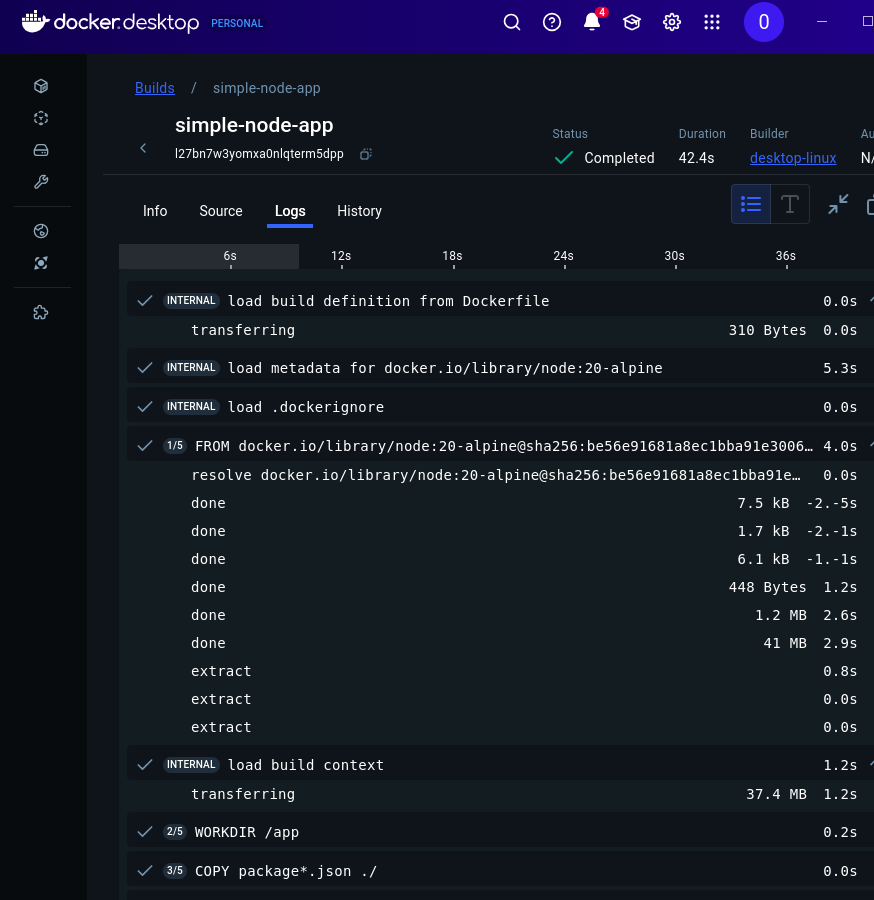 docker.desktop PERSONAL 4 0
Builds / simple-node-app
simple-node-app
l27bn7w3yomxa0nlqterm5dpp
Status Duration Builder Au
Completed 42.4s desktop-linux N/
Info Source Logs History T
6s 12s 18s 24s 30s 36s
INTERNAL load build definition from Dockerfile 0.0s
transferring 310 Bytes 0.0s
INTERNAL load metadata for docker.io/library/node:20-alpine 5.3s
INTERNAL load .dockerignore 0.0s
1/5 FROM docker.io/library/node:20-alpine@sha256:be56e91681a8ec1bba91e3006… 4.0s
resolve docker.io/library/node:20-alpine@sha256:be56e91681a8ec1bba91e… 0.0s
done 7.5 kB -2.-5s
done 1.7 kB -2.-1s
done 6.1 kB -1.-1s
done 448 Bytes 1.2s
done 1.2 MB 2.6s
done 41 MB 2.9s
extract 0.8s
extract 0.0s
extract 0.0s
INTERNAL load build context 1.2s
transferring 37.4 MB 1.2s
2/5 WORKDIR /app 0.2s
3/5 COPY package*.json ./ 0.0s